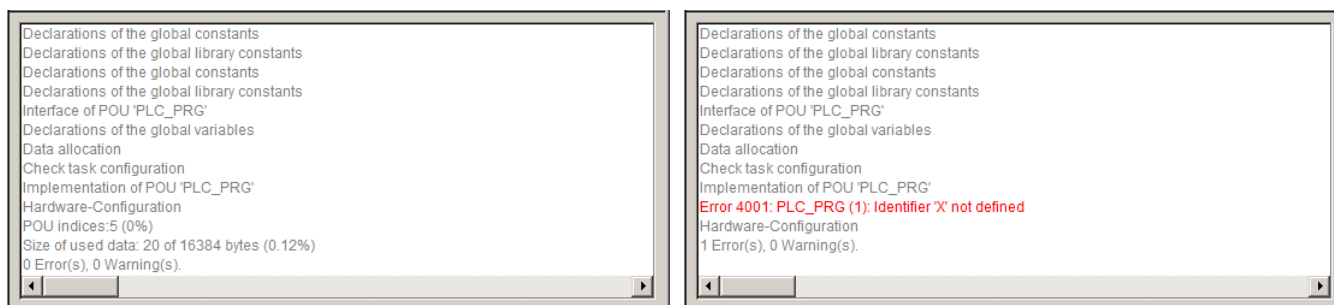 Declarations of the global constants
Declarations of the global library constants
Declarations of the global constants
Declarations of the global library constants
Interface of POU 'PLC_PRG'
Declarations of the global variables
Data allocation
Check task configuration
Implementation of POU 'PLC_PRG'
Hardware-Configuration
POU indices:5 (0%)
Size of used data: 20 of 16384 bytes (0.12%)
0 Error(s), 0 Warning(s).
Declarations of the global constants
Declarations of the global library constants
Declarations of the global constants
Declarations of the global library constants
Interface of POU 'PLC_PRG'
Declarations of the global variables
Data allocation
Check task configuration
Implementation of POU 'PLC_PRG'
Error 4001: PLC_PRG (1): Identifier 'X' not defined
Hardware-Configuration
1 Error(s), 0 Warning(s).